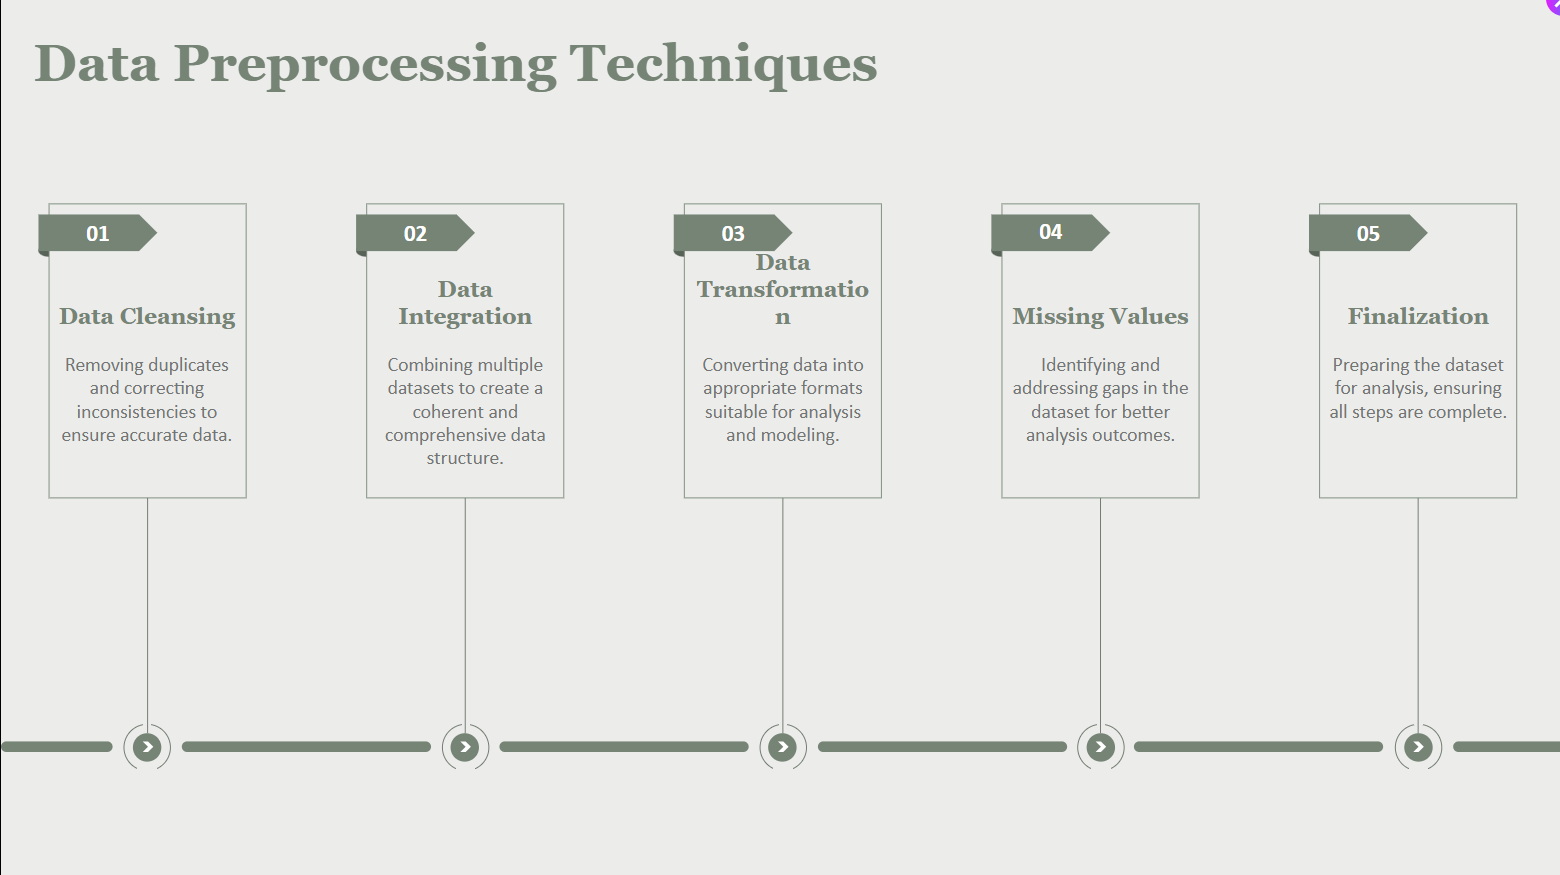 Data Preprocessing Techniques
01
Data Cleansing
Removing duplicates
and correcting
inconsistencies to
ensure accurate data.
02
Data
Integration
Combining multiple
datasets to create a
coherent and
comprehensive data
structure.
03
Data
Transformatio
n
Converting data into
appropriate formats
suitable for analysis
and modeling.
04
Missing Values
Identifying and
addressing gaps in the
dataset for better
analysis outcomes.
05
Finalization
Preparing the dataset
for analysis, ensuring
all steps are complete.